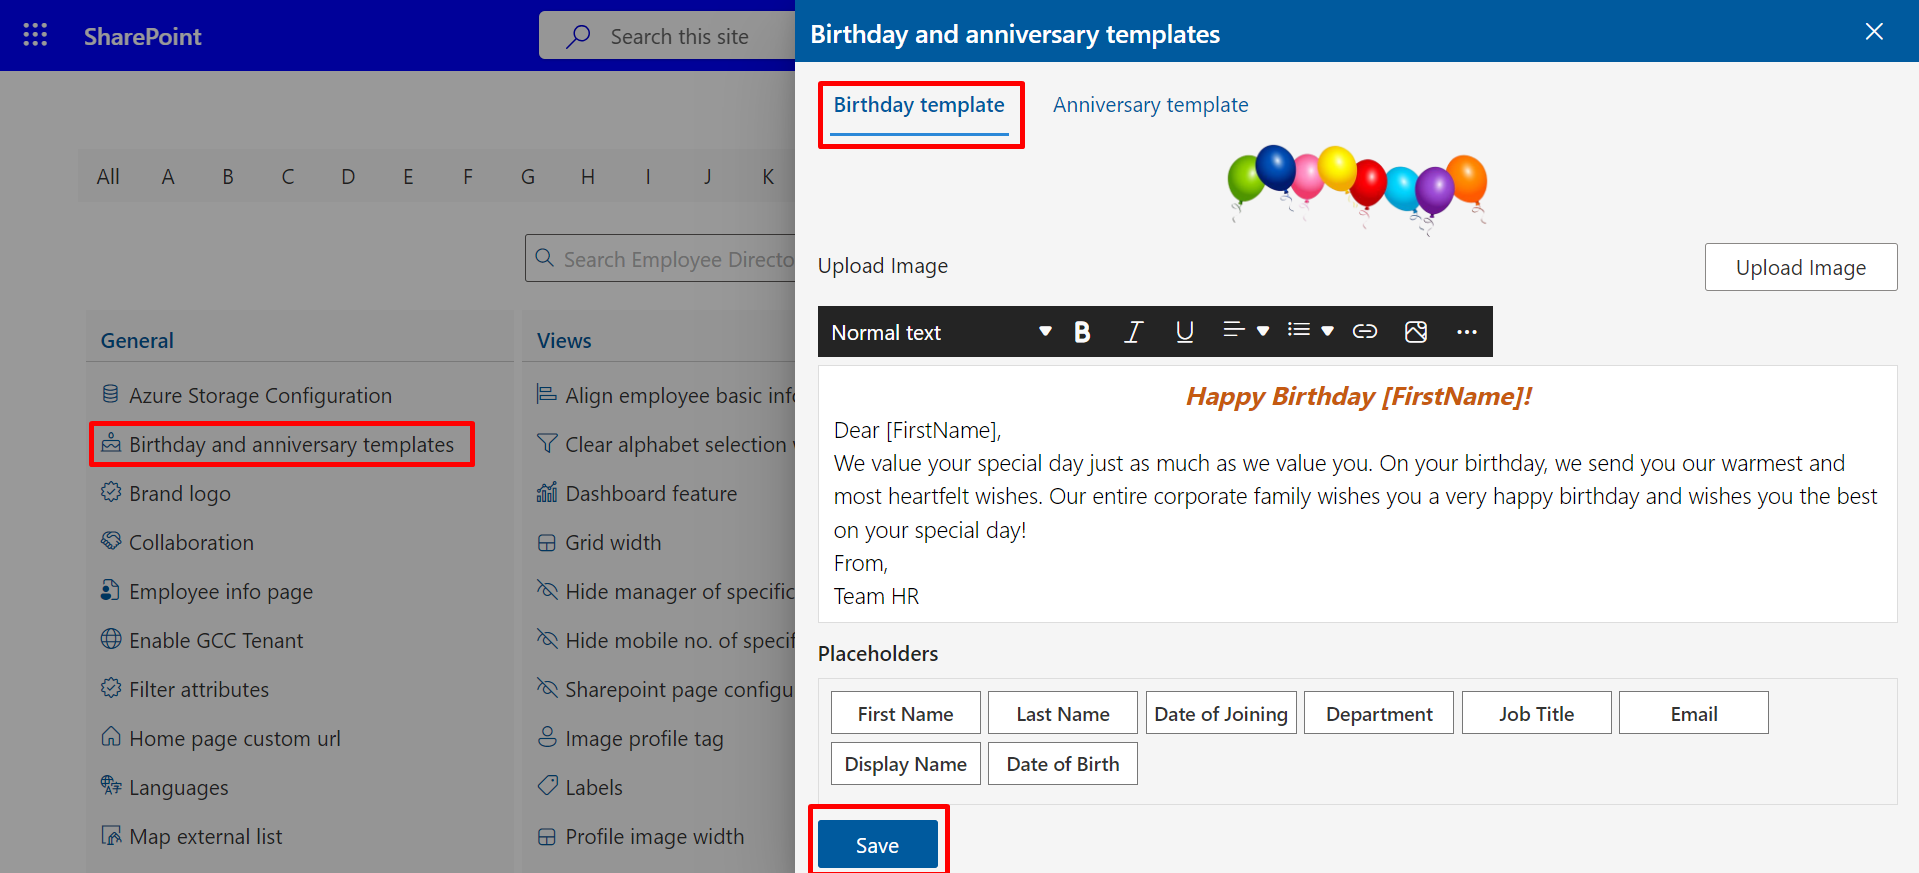 SharePoint
Search this site
All A B C D E F G H I J K
Search Employee Directo
General
Azure Storage Configuration
Birthday and anniversary templates
Brand logo
Collaboration
Employee info page
Enable GCC Tenant
Filter attributes
Home page custom url
Languages
Map external list
Views
Align employee basic info
Clear alphabet selection
Dashboard feature
Grid width
Hide manager of specific
Hide mobile no. of specif
Sharepoint page configu
Image profile tag
Labels
Profile image width
Birthday and anniversary templates
Birthday template Anniversary template
Upload Image Upload Image
Normal text B I U
Happy Birthday [FirstName]!
Dear [FirstName],
We value your special day just as much as we value you. On your birthday, we send you our warmest and
most heartfelt wishes. Our entire corporate family wishes you a very happy birthday and wishes you the best
on your special day!
From,
Team HR
Placeholders
First Name Last Name Date of Joining Department Job Title Email
Display Name Date of Birth
Save